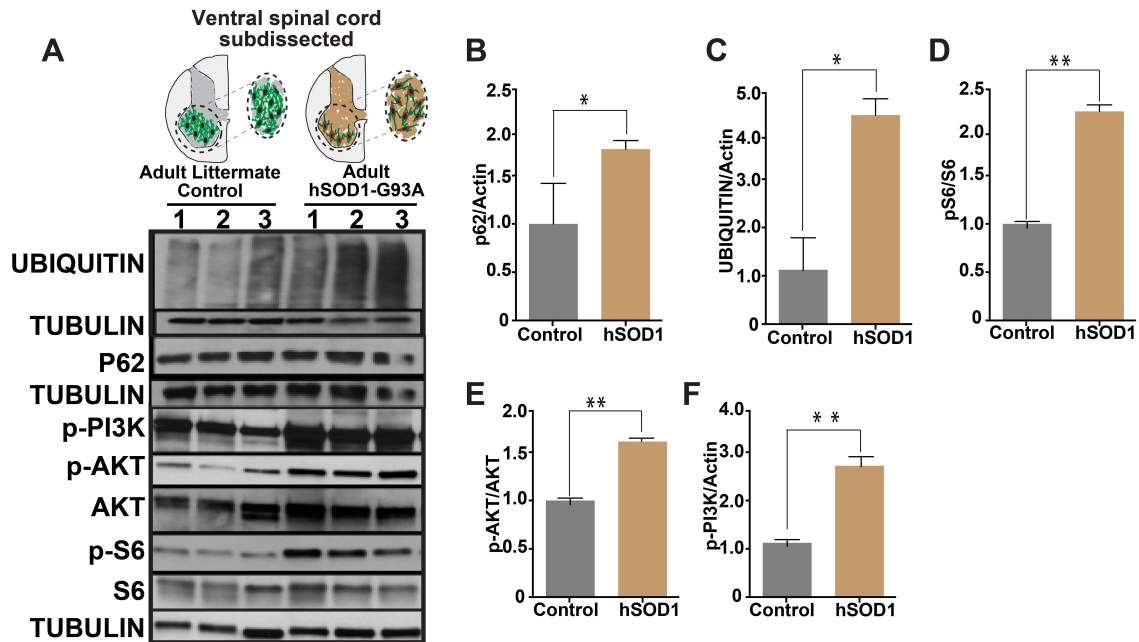 Ventral spinal cord
subdissected
A
Adult Littermate
Control
Adult
hSOD1-G93A
1 2 3 1 2 3
UBIQUITIN
TUBULIN
P62
TUBULIN
p-PI3K
p-AKT
AKT
p-S6
S6
TUBULIN
B
*
p62/Actin
2.5
2.0
1.5
1.0
2.5
0
Control hSOD1
C
*
UBIQUITIN/Actin
5.0
2.0
4.0
1.0
0
Control hSOD1
D
**
pS6/S6
2.5
2.0
1.5
1.0
2.5
0
Control hSOD1
E
**
p-AKT/AKT
2.0
1.5
1.0
0.5
0
Control hSOD1
F
* *
p-PI3K/Actin
4.0
3.0
2.0
1.0
0
Control hSOD1